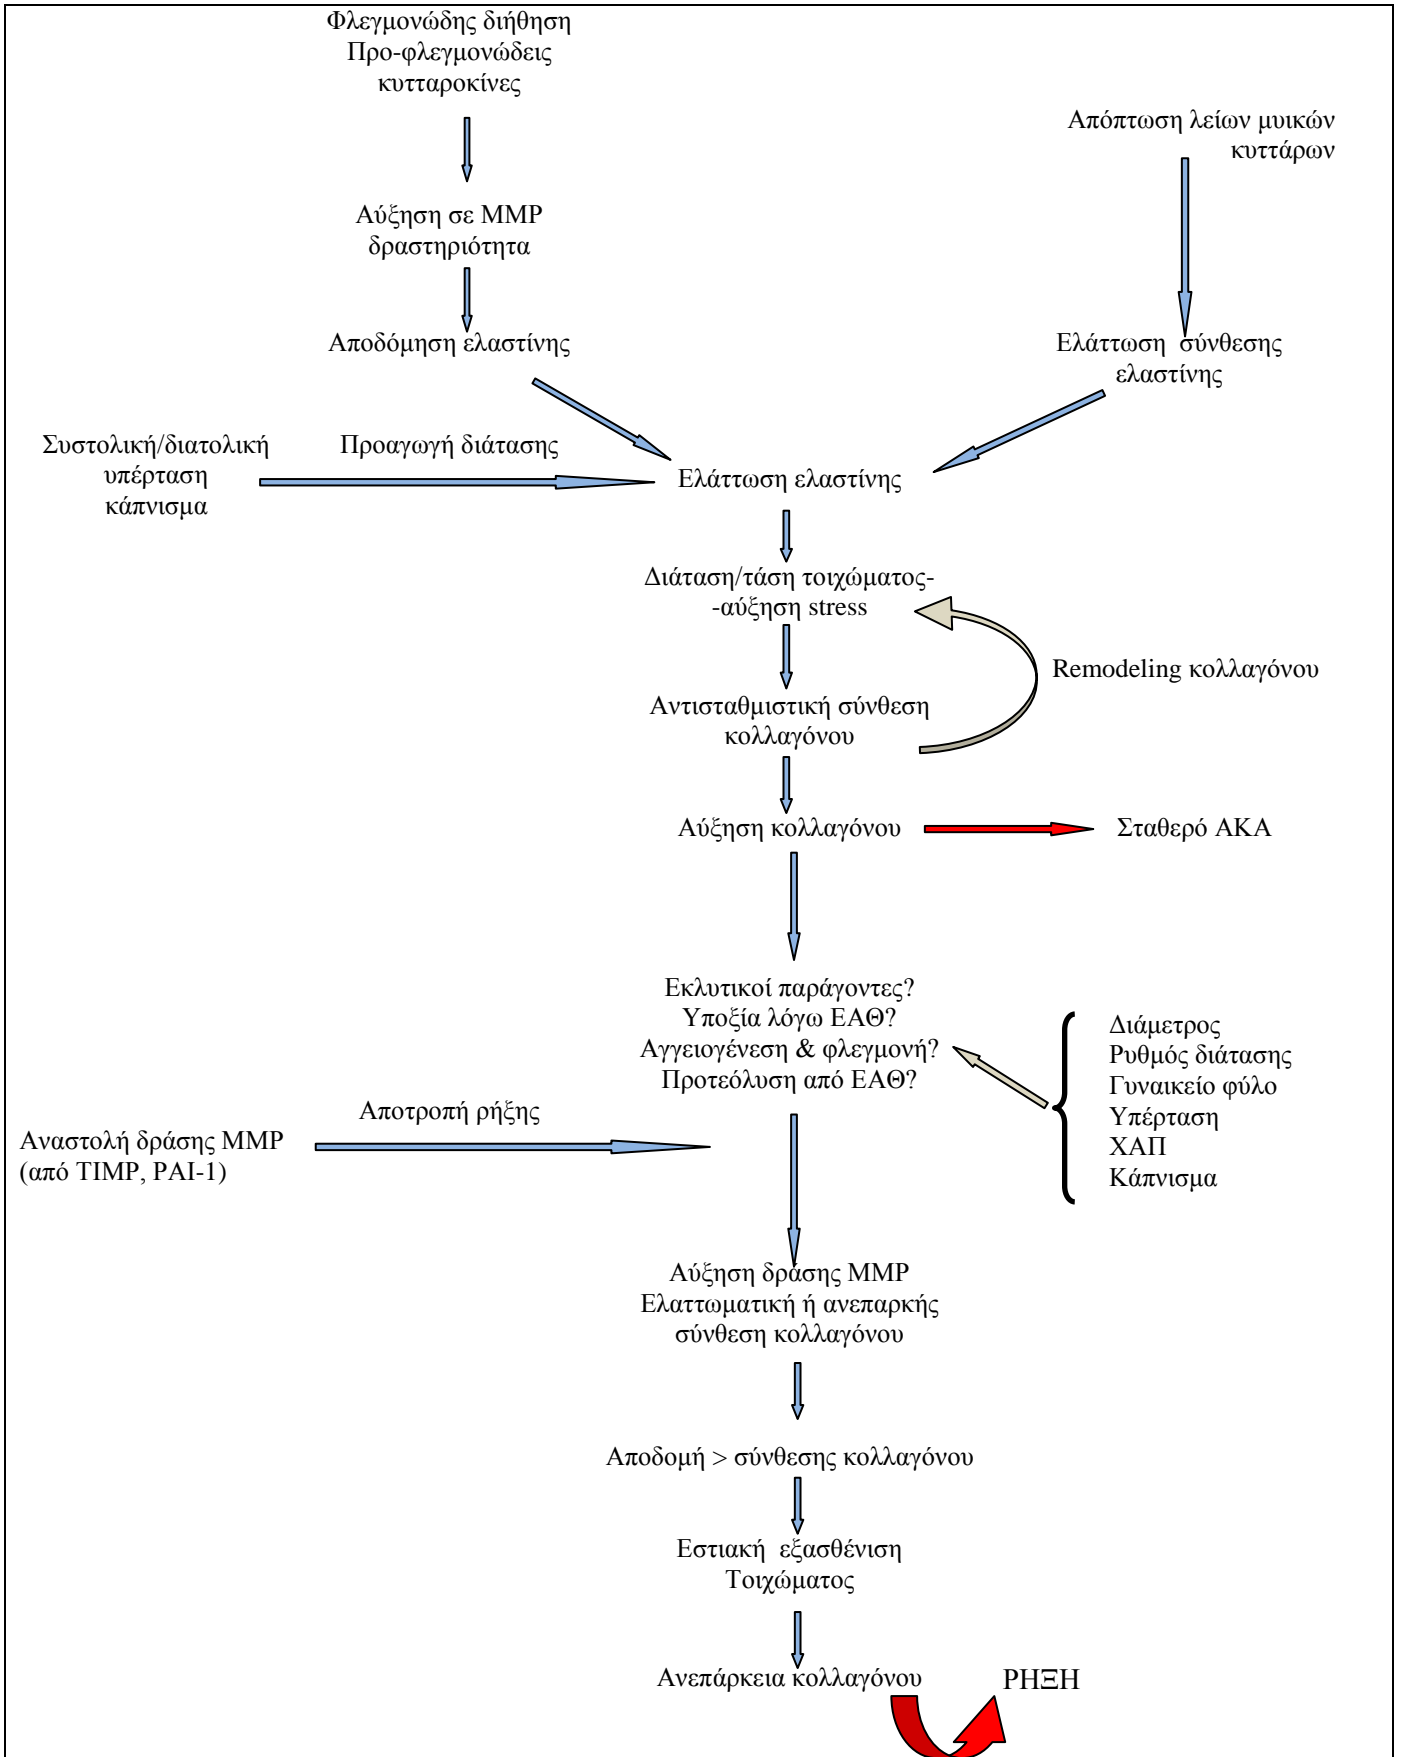 Φλεγμονώδης διήθηση
Προ-φλεγμονώδεις
κυτταροκίνες
Απόπτωση λείων μυικών
κυττάρων
Αύξηση σε MMP
δραστηριότητα
Αποδόμηση ελαστίνης
Ελάττωση σύνθεσης
ελαστίνης
Συστολική/διατολική
υπέρταση
κάπνισμα
Προαγωγή διάτασης
Ελάττωση ελαστίνης
Διάταση/τάση τοιχώματος-
-αύξηση stress
Remodeling κολλαγόνου
Αντισταθμιστική σύνθεση
κολλαγόνου
Αύξηση κολλαγόνου
Σταθερό ΑΚΑ
Εκλυτικοί παράγοντες?
Υποξία λόγω ΕΑΘ?
Αγγειογένεση & φλεγμονή?
Προτεόλυση από ΕΑΘ?
Διάμετρος
Ρυθμός διάτασης
Γυναικείο φύλο
Υπέρταση
ΧΑΠ
Κάπνισμα
Αποτροπή ρήξης
Αναστολή δράσης MMP
(από TIMP, PAI-1)
Αύξηση δράσης MMP
Ελαττωματική ή ανεπαρκής
σύνθεση κολλαγόνου
Αποδομή > σύνθεσης κολλαγόνου
Εστιακή εξασθένιση
Τοιχώματος
Ανεπάρκεια κολλαγόνου
ΡΗΞΗ